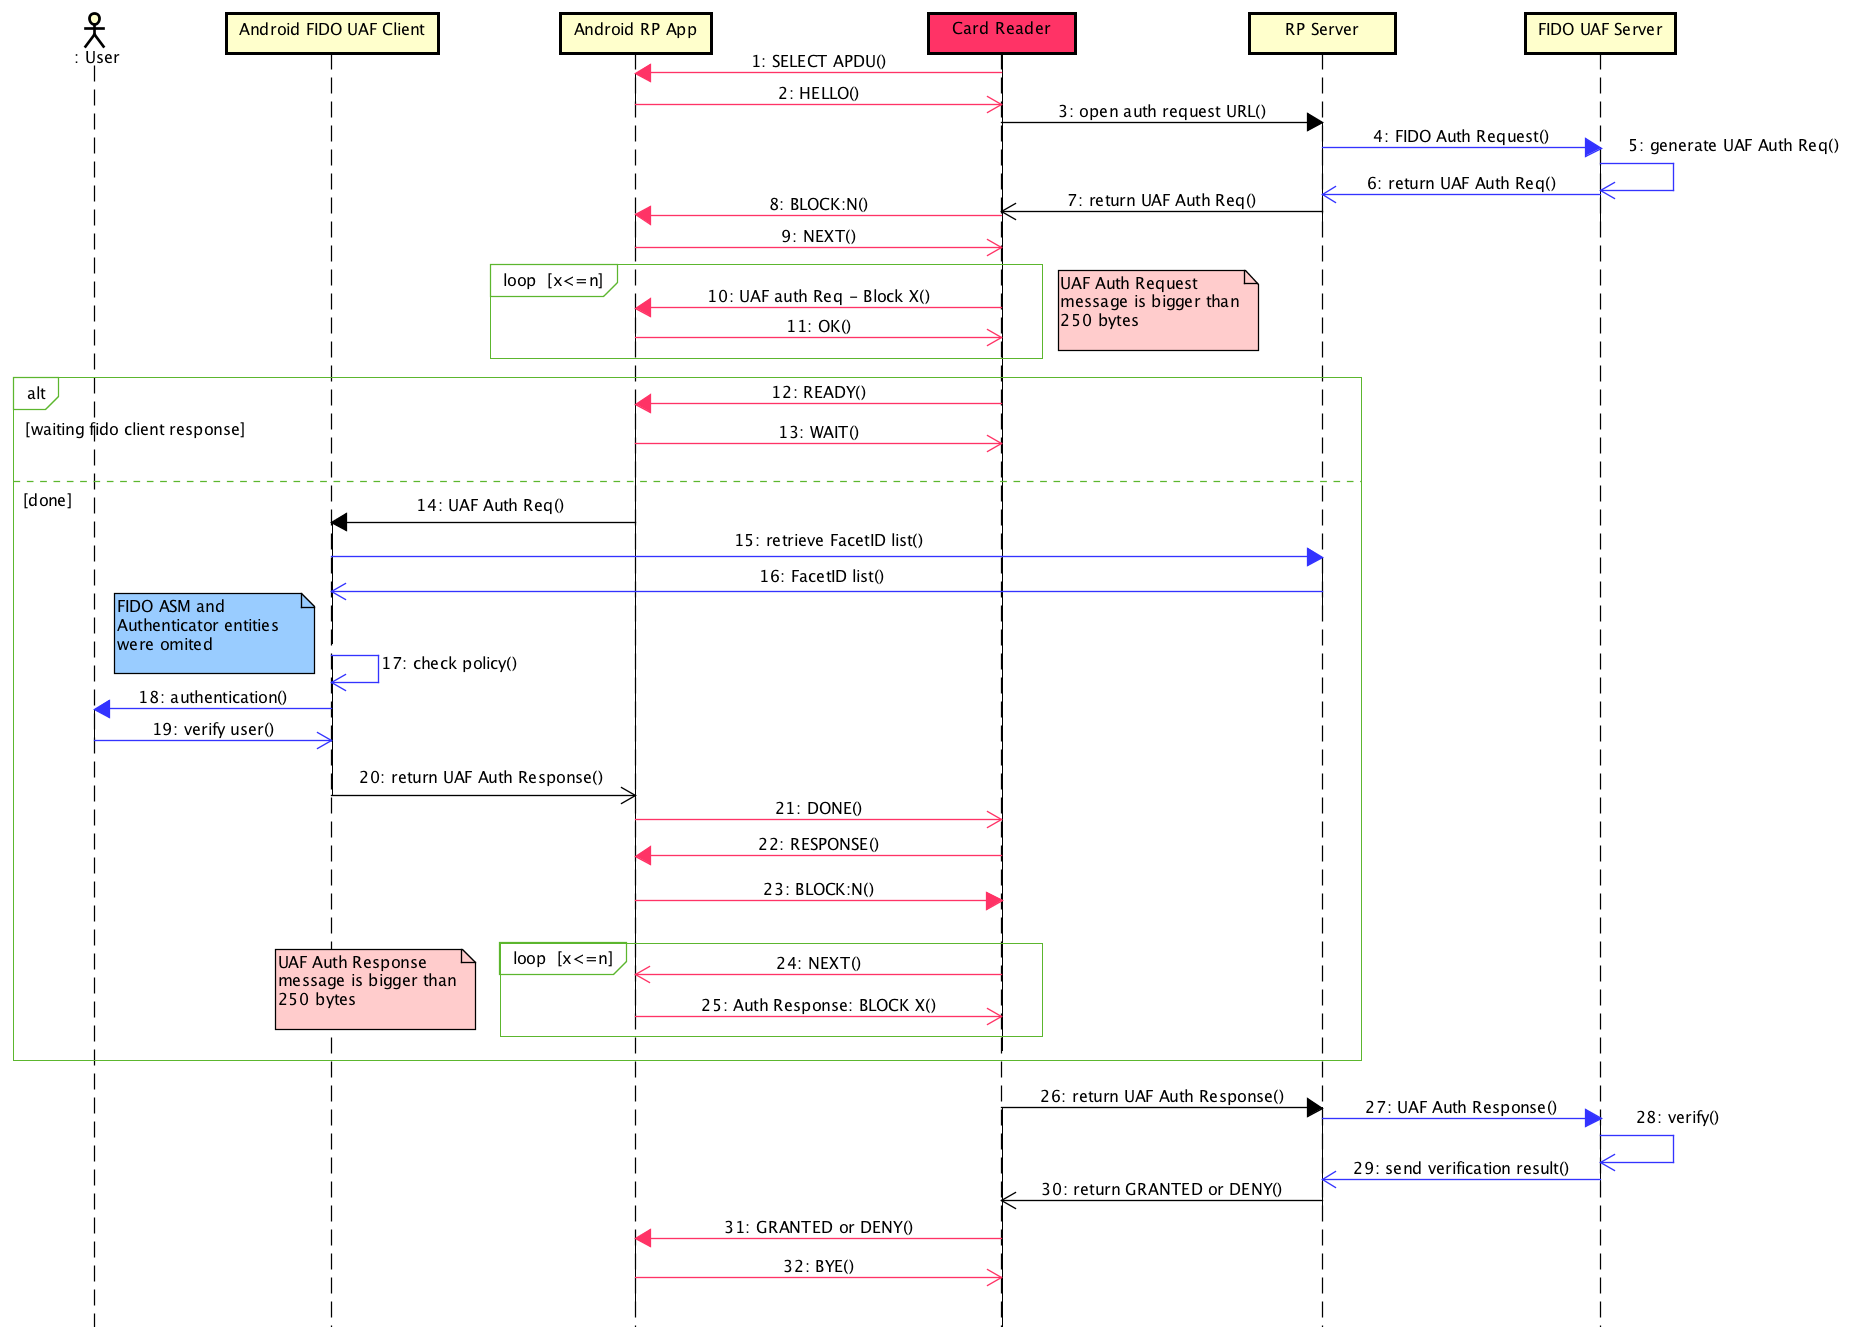 : User
Android FIDO UAF Client
Android RP App
Card Reader
RP Server
FIDO UAF Server
1: SELECT APDU()
2: HELLO()
3: open auth request URL()
4: FIDO Auth Request()
5: generate UAF Auth Req()
6: return UAF Auth Req()
7: return UAF Auth Req()
8: BLOCK:N()
9: NEXT()
loop [x<=n]
10: UAF auth Req - Block X()
11: OK()
UAF Auth Request
message is bigger than
250 bytes
alt
12: READY()
[waiting fido client response]
13: WAIT()
[done]
14: UAF Auth Req()
15: retrieve FacetID list()
16: FacetID list()
FIDO ASM and
Authenticator entities
were omited
17: check policy()
18: authentication()
19: verify user()
20: return UAF Auth Response()
21: DONE()
22: RESPONSE()
23: BLOCK:N()
UAF Auth Response
message is bigger than
250 bytes
loop [x<=n]
24: NEXT()
25: Auth Response: BLOCK X()
26: return UAF Auth Response()
27: UAF Auth Response()
28: verify()
29: send verification result()
30: return GRANTED or DENY()
31: GRANTED or DENY()
32: BYE()